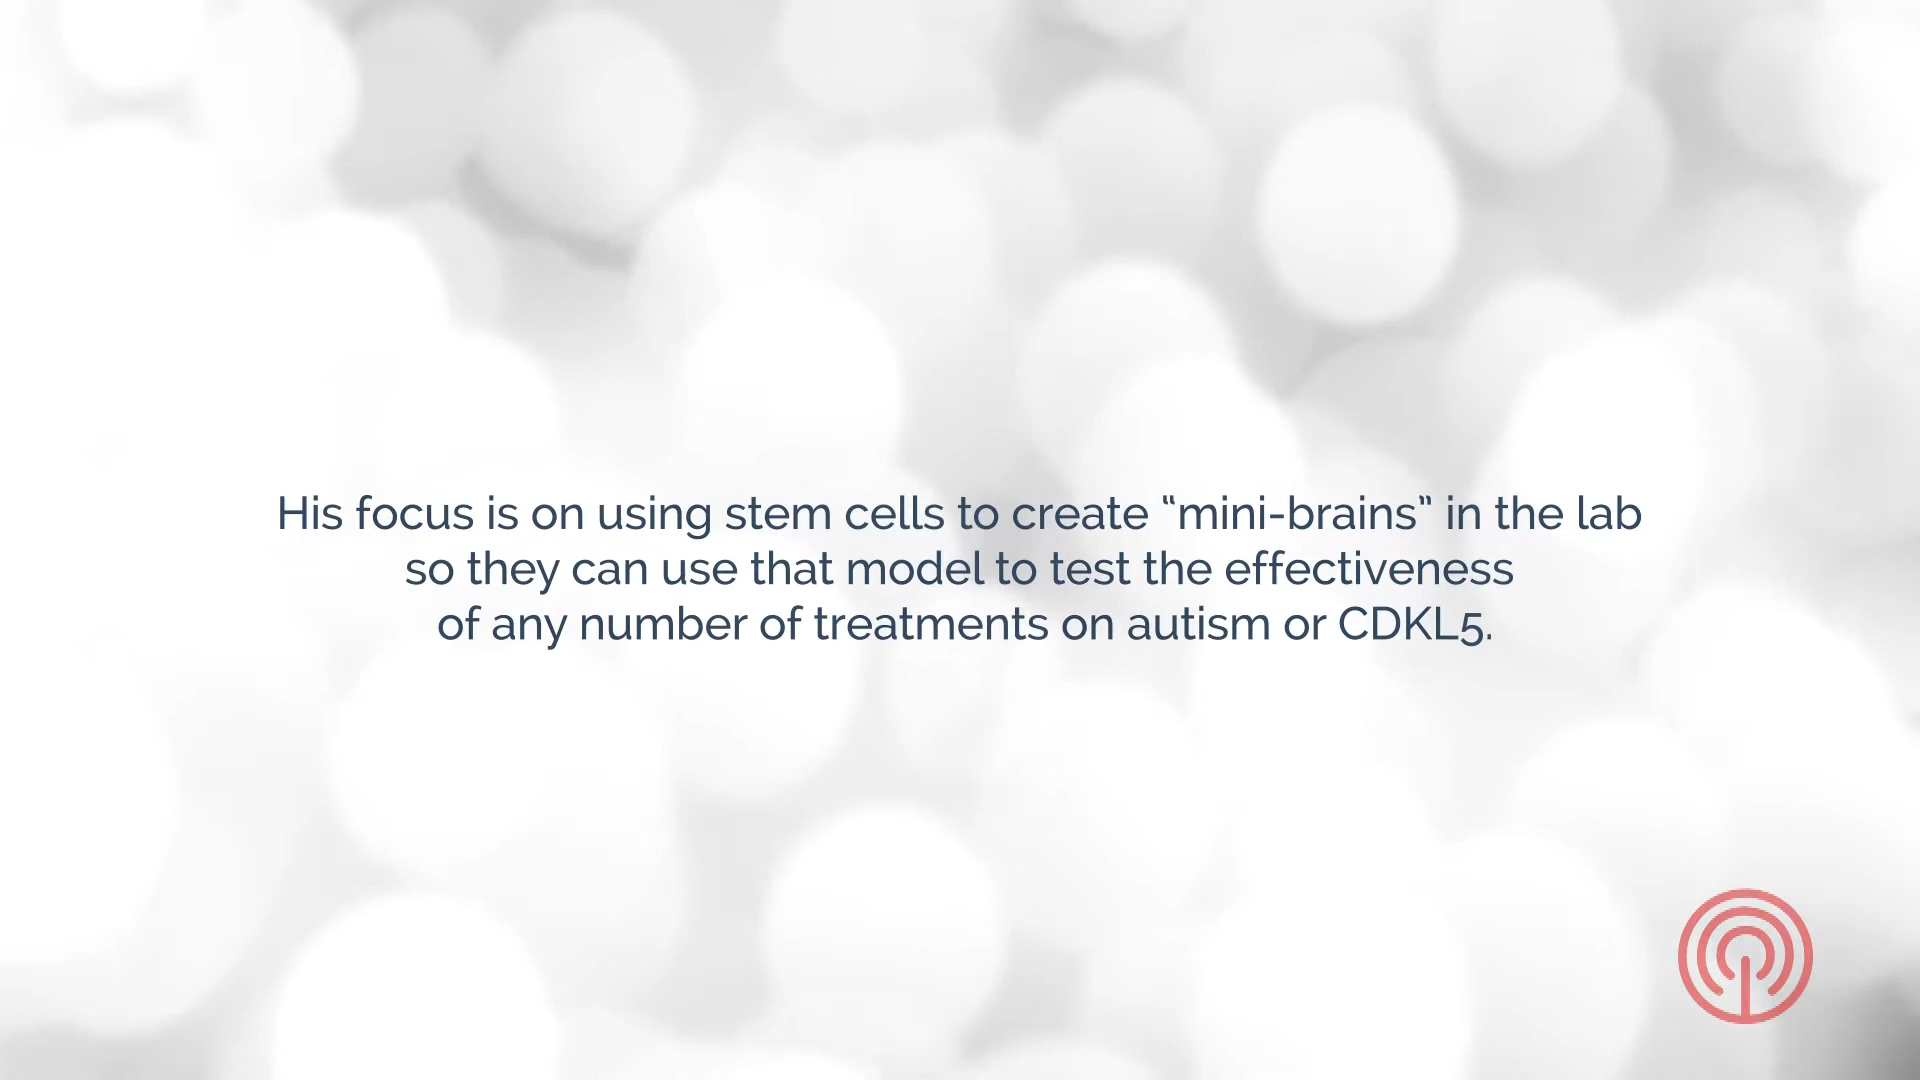 His focus is on using stem cells to create “mini-brains” in the lab
so they can use that model to test the effectiveness
of any number of treatments on autism or CDKL5.